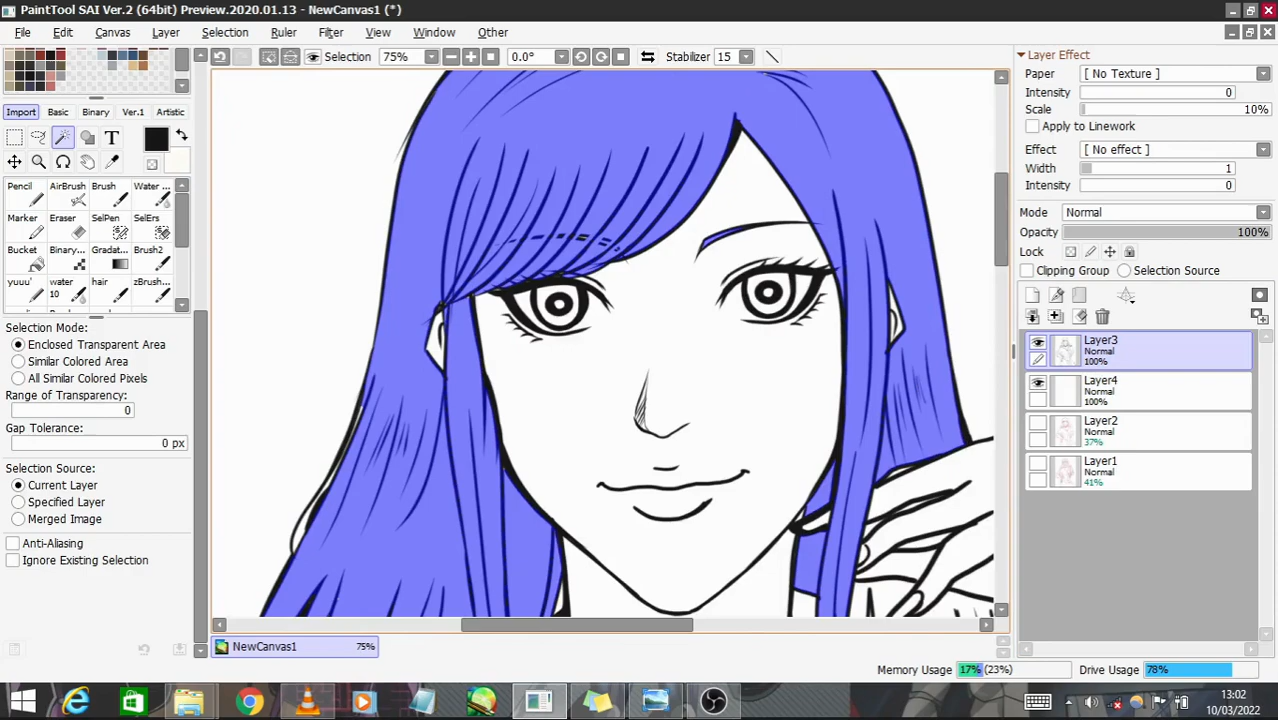 PaintTool SAI Ver.2 (64bit) Preview.2020.01.13 - NewCanvas1 (*)
File Edit Canvas Layer Selection Ruler Filter View Window Other
Selection 75% 0.0° Stabilizer 15
Import Basic Binary Ver.1 Artistic
T
Pencil AirBrush Brush Water ...
Marker Eraser SelPen SelErs
Bucket Binary... Gradat... Brush2
yuuu' water 10 hair zBrush...
Selection Mode:
Enclosed Transparent Area
Similar Colored Area
All Similar Colored Pixels
Range of Transparency:
0
Gap Tolerance:
0 px
Selection Source:
Current Layer
Specified Layer
Merged Image
Anti-Aliasing
Ignore Existing Selection
NewCanvas1 75%
Layer Effect
Paper [ No Texture ]
Intensity 0
Scale 10%
Apply to Linework
Effect [ No effect ]
Width 1
Intensity 0
Mode Normal
Opacity 100%
Lock
Clipping Group Selection Source
Layer3
Normal
100%
Layer4
Normal
100%
Layer2
Normal
37%
Layer1
Normal
41%
Memory Usage 17% (23%) Drive Usage 78%
13:02
10/03/2022